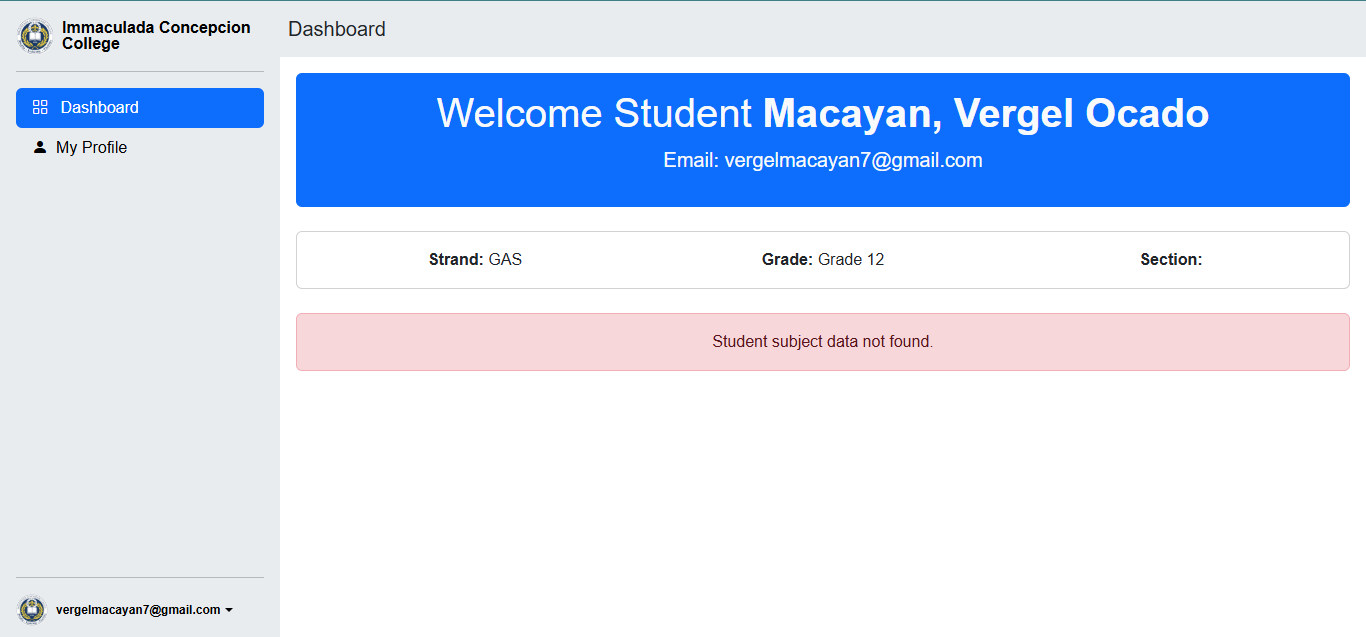 Immaculada Concepcion
College
Dashboard
My Profile
vergelmacayan7@gmail.com
Dashboard
Welcome Student Macayan, Vergel Ocado
Email: vergelmacayan7@gmail.com
Strand: GAS
Grade: Grade 12
Section:
Student subject data not found.